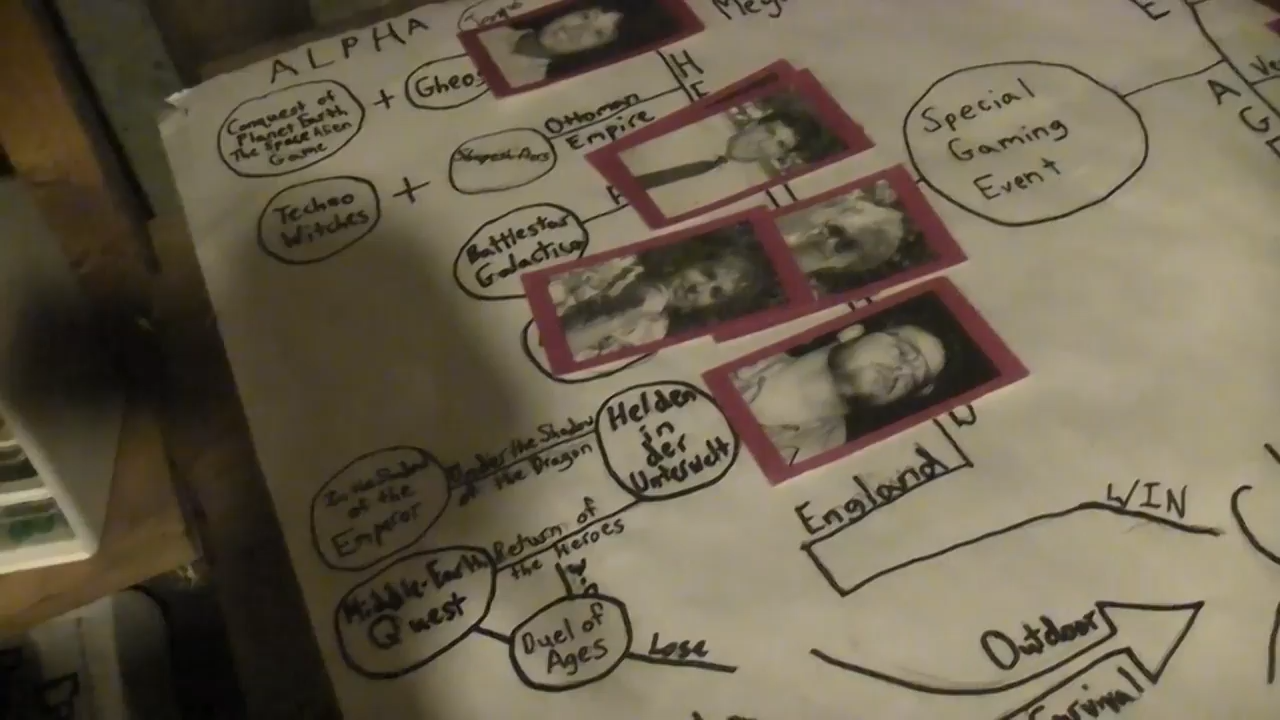 ALPHA
Conquest of
Planet Earth
The Space Alien
Game
+
Gheos
H
E
Ottoman
Empire
Techno
Witches
+
Battlestar
Galactica
Special
Gaming
Event
E
A
G
Helden
in
der
Unterwelt
Under the Shadow
of the Dragon
In the Shadow
of the
Emperor
Return of
the Heroes
Middle-Earth
Quest
Win
Duel of
Ages
Lose
England
WIN
Outdoor
Survival